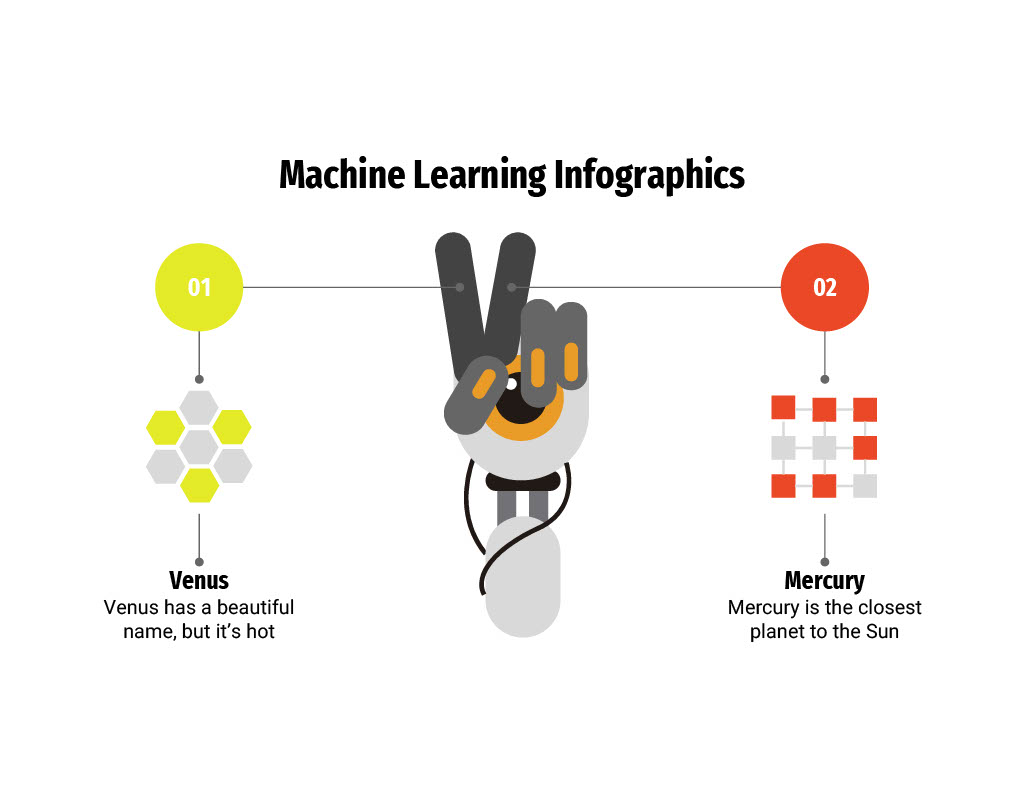 Machine Learning Infographics
01
02
Venus
Venus has a beautiful
name, but it’s hot
Mercury
Mercury is the closest
planet to the Sun